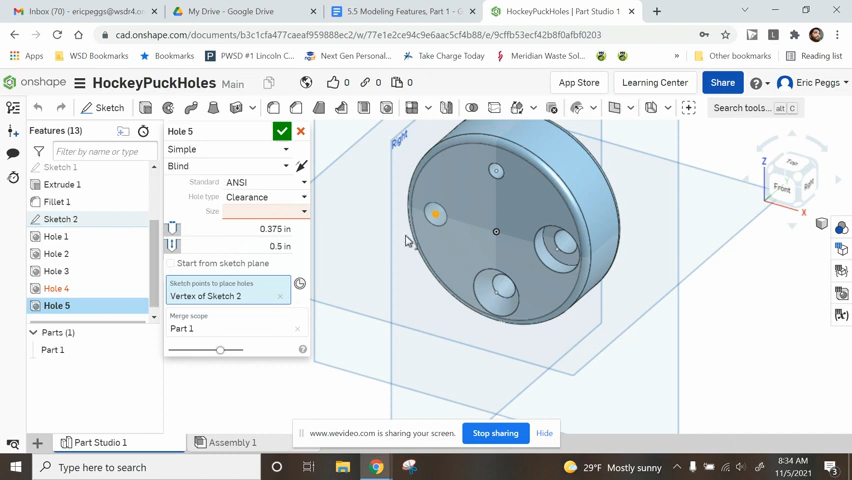 Inbox (70) - ericpeggs@wsdr4.o
My Drive - Google Drive
5.5 Modeling Features, Part 1 - G
HockeyPuckHoles | Part Studio 1
cad.onshape.com/documents/b3c1cfa477caeaf959888ec2/w/77e1e2ce94c9e6aac5cf4b88/e/9cffb53ecf42b8f0afbf0203
Apps
WSD Bookmarks
Bookmarks
PWSD #1 Lincoln C...
Next Gen Personal...
Take Charge Today
Meridian Waste Sol...
»
Other bookmarks
Reading list
onshape
HockeyPuckHoles
Main
0
0
0
App Store
Learning Center
Share
Eric Peggs
Sketch
Search tools...
alt
C
Features (13)
Filter by name or type
Sketch 1
Extrude 1
Fillet 1
Sketch 2
Hole 1
Hole 2
Hole 3
Hole 4
Hole 5
Parts (1)
Part 1
Hole 5
Simple
Blind
Standard
ANSI
Hole type
Clearance
Size
0.375 in
0.5 in
Start from sketch plane
Sketch points to place holes
Vertex of Sketch 2
Merge scope
Part 1
Right
Z
Top
Front
Right
X
www.wevideo.com is sharing your screen.
Stop sharing
Hide
Part Studio 1
Assembly 1
Type here to search
29°F Mostly sunny
8:34 AM
11/5/2021
3